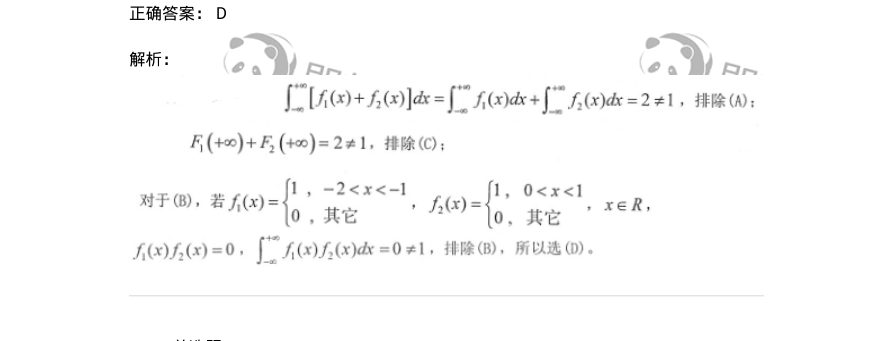 正确答案： D
解析：
∫_{-∞}^{+∞}[f₁(x)+f₂(x)]dx=∫_{-∞}^{+∞}f₁(x)dx+∫_{-∞}^{+∞}f₂(x)dx=2≠1，排除(A)；
F₁(+∞)+F₂(+∞)=2≠1，排除(C)；
对于(B)，若f₁(x)={1，-2<x<-1；0，其它，f₂(x)={1，0<x<1；0，其它，x∈R，
f₁(x)f₂(x)=0，∫_{-∞}^{+∞}f₁(x)f₂(x)dx=0≠1，排除(B)，所以选(D)。